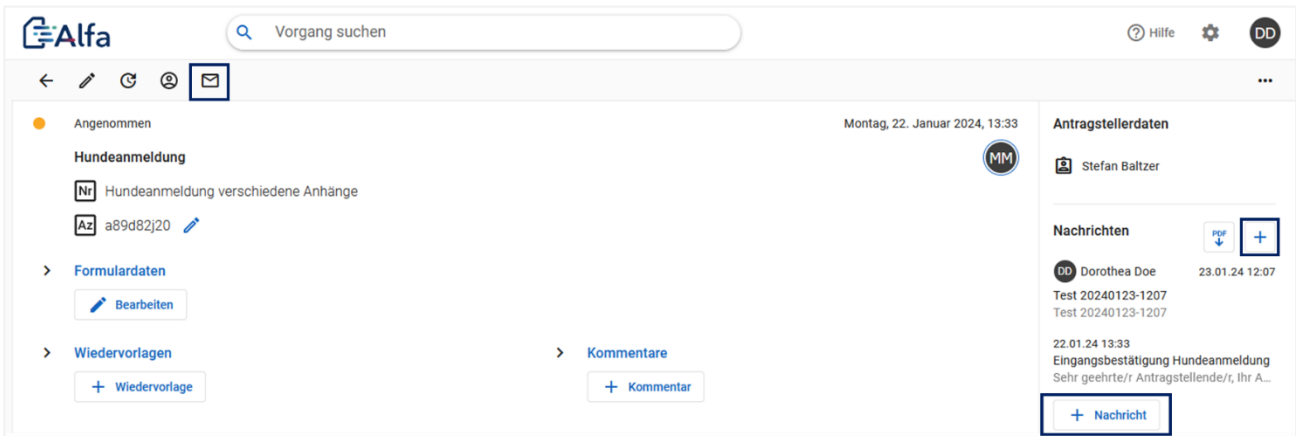 Alfa
Vorgang suchen
Hilfe
DD
Angenommen
Montag, 22. Januar 2024, 13:33
Hundeanmeldung
MM
Nr Hundeanmeldung verschiedene Anhänge
Az a89d82j20
Formulardaten
Bearbeiten
Wiedervorlagen
+ Wiedervorlage
Kommentare
+ Kommentar
Antragstellerdaten
Stefan Baltzer
Nachrichten
PDF
+
DD Dorothea Doe 23.01.24 12:07
Test 20240123-1207
Test 20240123-1207
22.01.24 13:33
Eingangsbestätigung Hundeanmeldung
Sehr geehrte/r Antragstellende/r, Ihr A...
+ Nachricht